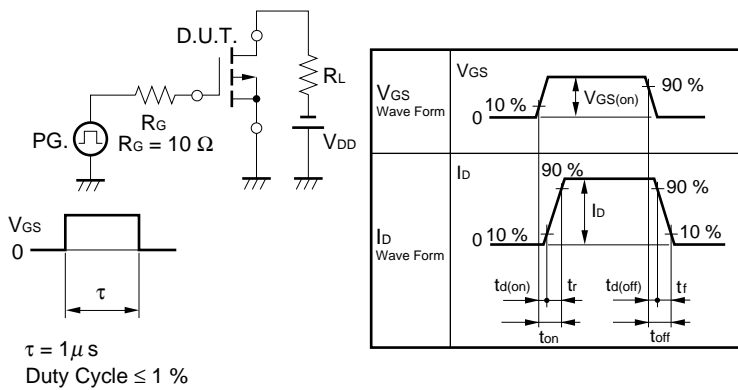 D.U.T.
RL
RG
RG = 10 Ω
PG.
VDD
VGS
0
τ
τ = 1μ s
Duty Cycle ≤ 1 %
VGS
Wave Form
VGS
10 %
0
VGS(on)
90 %
ID
Wave Form
ID
90 %
90 %
ID
0
10 %
10 %
td(on)
tr
td(off)
tf
ton
toff